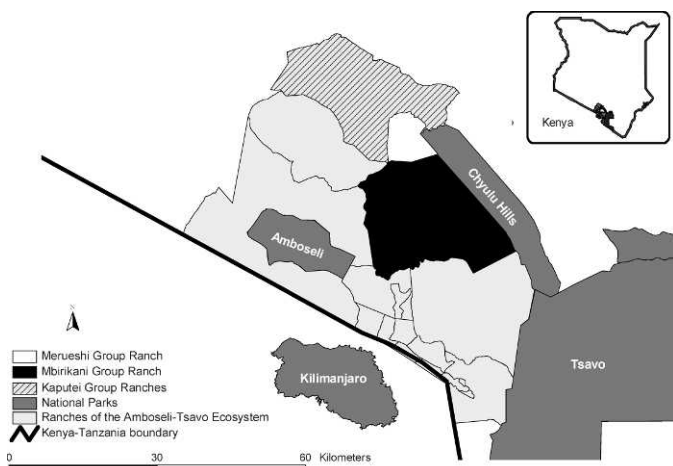 Kenya
Chyulu Hills
Amboseli
Tsavo
Kilimanjaro
Merueshi Group Ranch
Mbirikani Group Ranch
Kaputei Group Ranches
National Parks
Ranches of the Amboseli-Tsavo Ecosystem
Kenya-Tanzania boundary
0 30 60 Kilometers